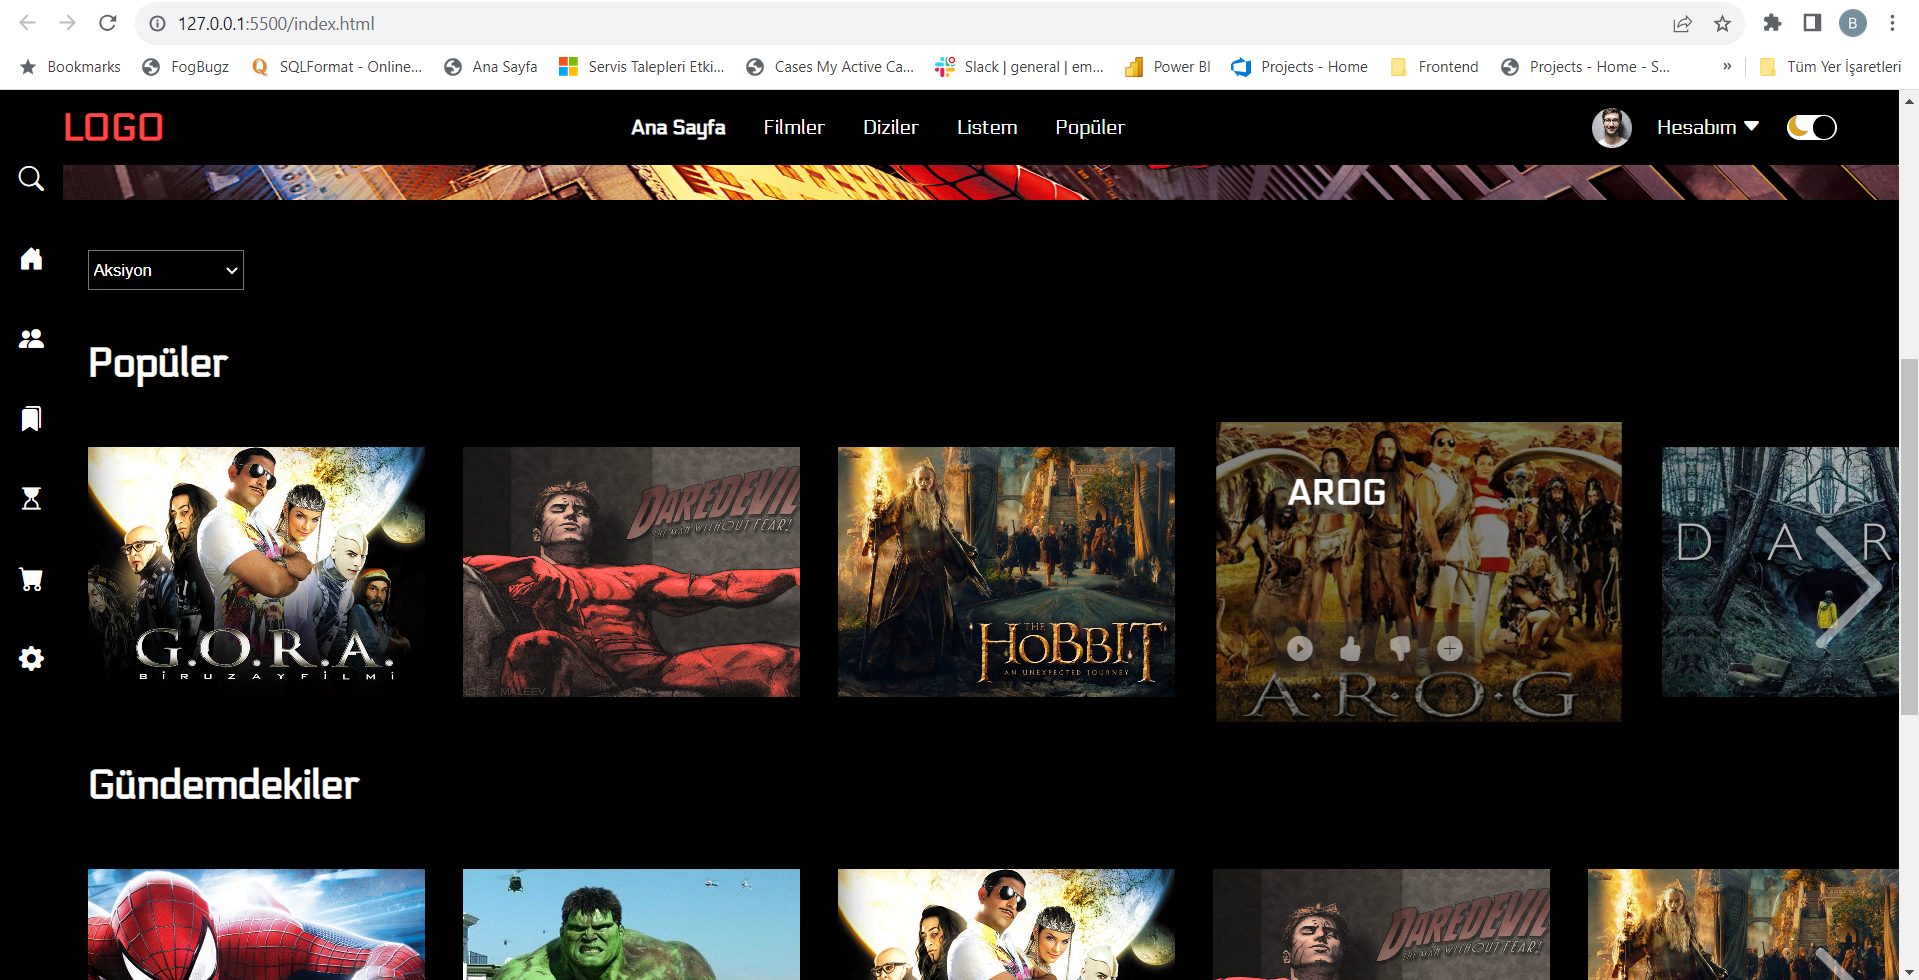 127.0.0.1:5500/index.html
B
Bookmarks FogBugz SQLFormat - Online... Ana Sayfa Servis Talepleri Etki... Cases My Active Ca... Slack | general | em... Power BI Projects - Home Frontend Projects - Home - S... » Tüm Yer İşaretleri
LOGO Ana Sayfa Filmler Diziler Listem Popüler Hesabım
Aksiyon
Popüler
G.O.R.A.
BİR UZAY FİLMİ
DAREDEVIL
THE MAN WITHOUT FEAR!
MALEEV
THE
HOBBIT
AN UNEXPECTED JOURNEY
AROG
A·R·O·G
D A R
Gündemdekiler
DAREDEVIL
THE MAN WITHOUT FEAR!